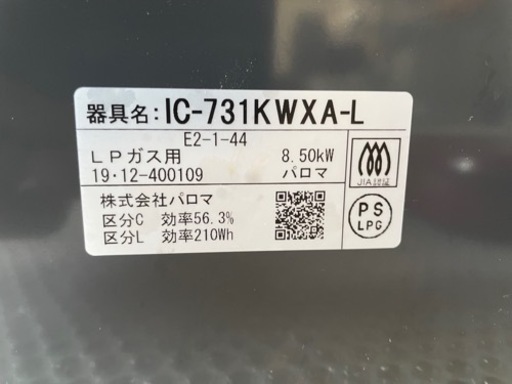 器具名: IC-731KWXA-L
E2-1-44
LPガス用 8.50kW
19・12-400109 パロマ
JIA認証
株式会社パロマ
区分C 効率56.3%
区分L 効率210Wh
PS
LPG